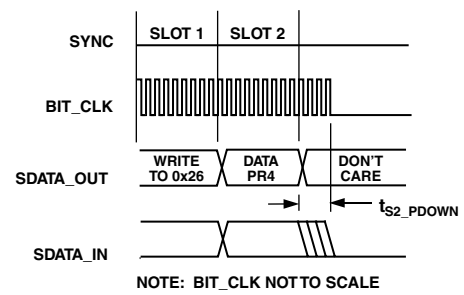 SLOT 1 SLOT 2
SYNC
BIT_CLK
WRITE TO 0x26 DATA PR4 DON'T CARE
SDATA_OUT
tS2_PDOWN
SDATA_IN
NOTE: BIT_CLK NOT TO SCALE